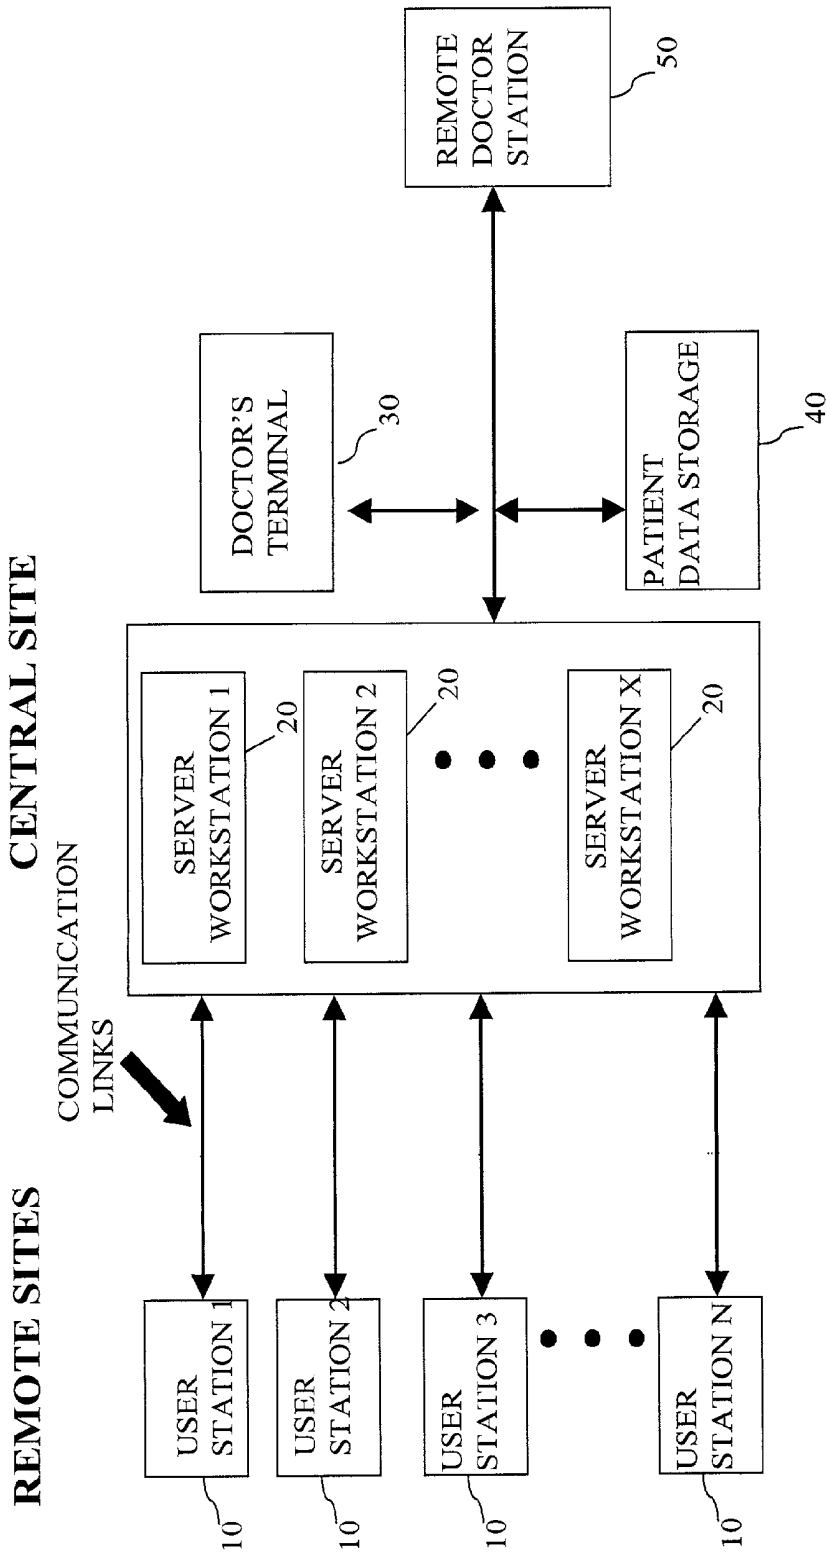 REMOTE SITES
CENTRAL SITE
COMMUNICATION
LINKS
USER
STATION 1
10
USER
STATION 2
10
USER
STATION 3
10
USER
STATION N
10
SERVER
WORKSTATION 1
20
SERVER
WORKSTATION 2
20
SERVER
WORKSTATION X
20
DOCTOR'S
TERMINAL
30
PATIENT
DATA STORAGE
40
REMOTE
DOCTOR
STATION
50